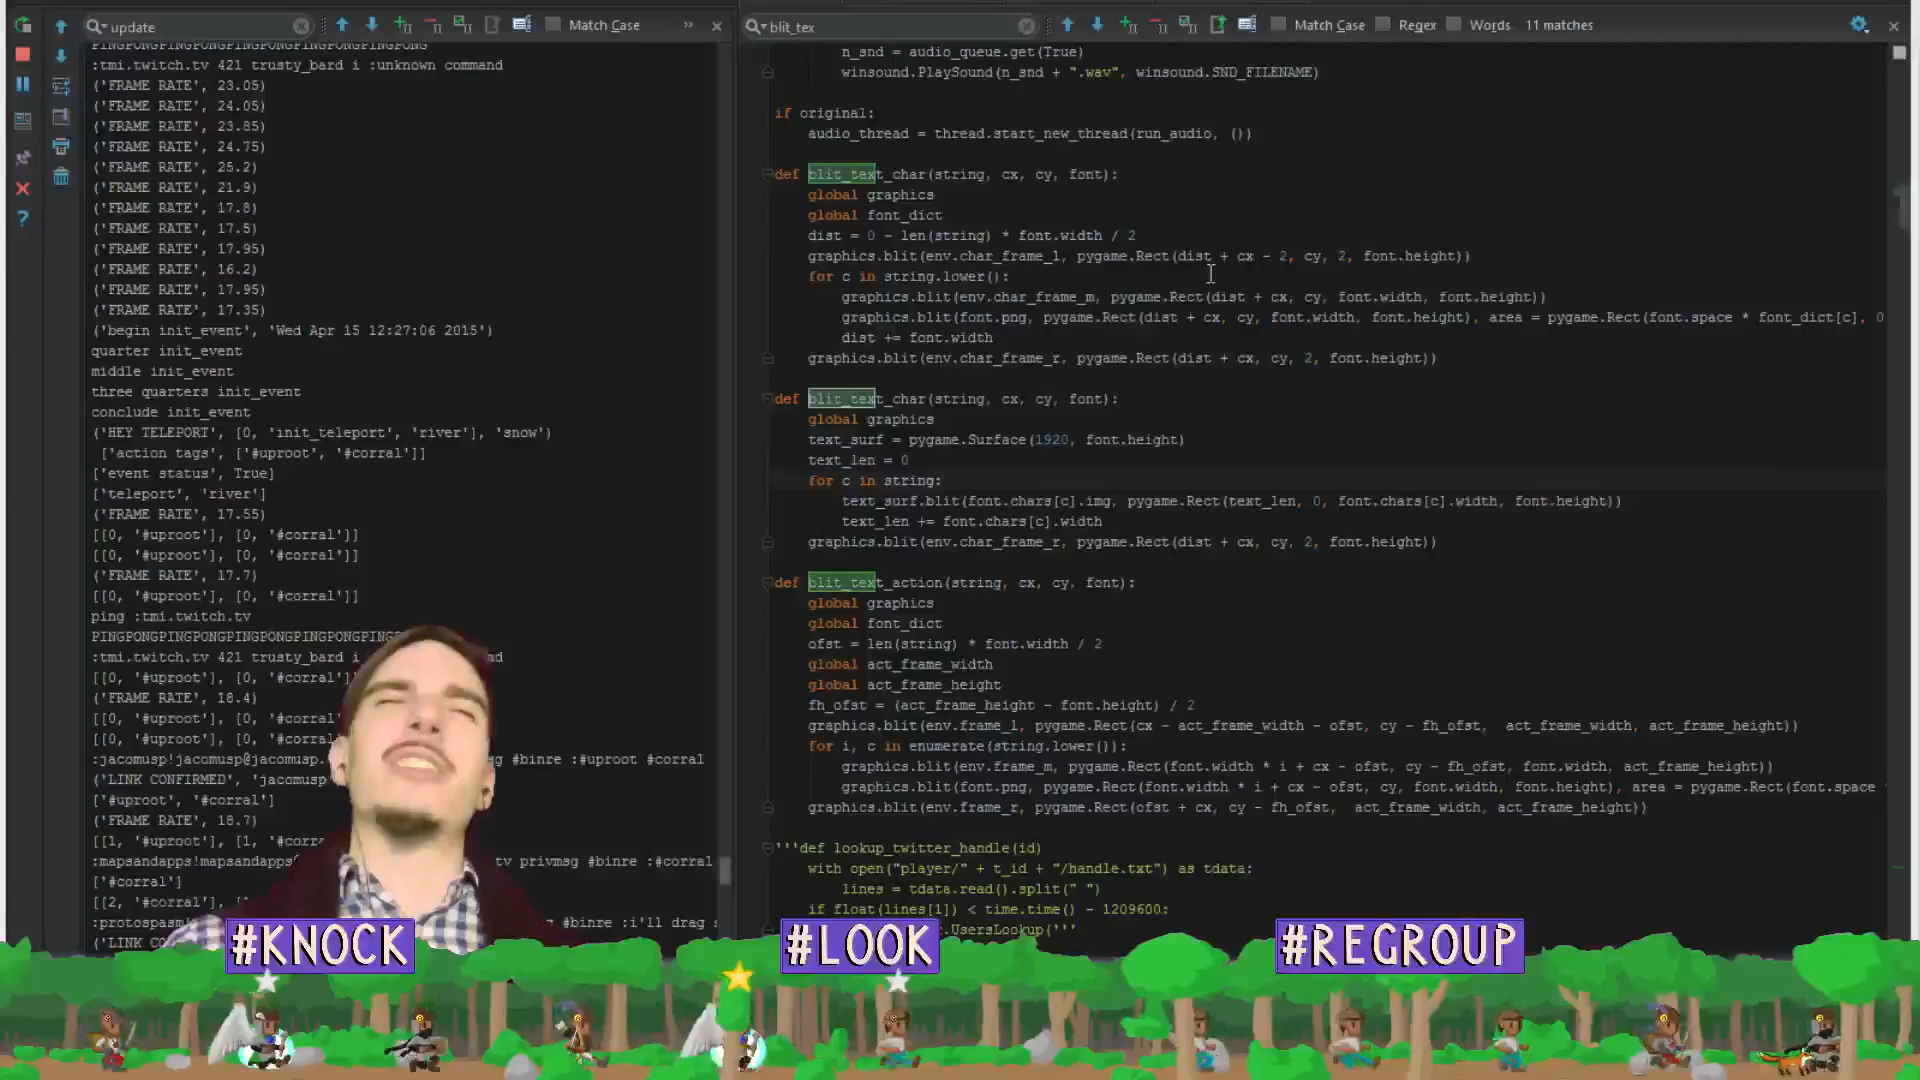 update
Match Case
»
PINGPONGPINGPONGPINGPONGPINGPONGPINGPONG
:tmi.twitch.tv 421 trusty_bard i :unknown command
('FRAME RATE', 23.05)
('FRAME RATE', 24.05)
('FRAME RATE', 23.85)
('FRAME RATE', 24.75)
('FRAME RATE', 25.2)
('FRAME RATE', 21.9)
('FRAME RATE', 17.8)
('FRAME RATE', 17.5)
('FRAME RATE', 17.95)
('FRAME RATE', 16.2)
('FRAME RATE', 17.95)
('FRAME RATE', 17.35)
('begin init_event', 'Wed Apr 15 12:27:06 2015')
quarter init_event
middle init_event
three quarters init_event
conclude init_event
('HEY TELEPORT', [0, 'init_teleport', 'river'], 'snow')
['action tags', ['#uproot', '#corral']]
['event status', True]
['teleport', 'river']
('FRAME RATE', 17.55)
[[0, '#uproot'], [0, '#corral']]
[[0, '#uproot'], [0, '#corral']]
('FRAME RATE', 17.7)
[[0, '#uproot'], [0, '#corral']]
ping :tmi.twitch.tv
PINGPONGPINGPONGPINGPONGPINGPONGPINGP
:tmi.twitch.tv 421 trusty_bard i nd
[[0, '#uproot'], [0, '#corral
('FRAME RATE', 18.4)
[[0, '#uproot'], [0, '#corral'
[[0, '#uproot'], [0, '#corral
:jacomusp!jacomusp@jacomusp. g #binre :#uproot #corral
('LINK CONFIRMED', 'jacomusp
['#uproot', '#corral']
('FRAME RATE', 18.7)
[[1, '#uproot'], [1, '#corr
:mapsandapps!mapsandapps@ tv privmsg #binre :#corral
['#corral']
[[2, '#uproot'], [2, '#corral'
:protospasm! g #binre :i'll drag s
('LINK CO
blit_tex
Match Case
Regex
Words
11 matches
n_snd = audio_queue.get(True)
winsound.PlaySound(n_snd + ".wav", winsound.SND_FILENAME)
if original:
audio_thread = thread.start_new_thread(run_audio, ())
def blit_text_char(string, cx, cy, font):
global graphics
global font_dict
dist = 0 - len(string) * font.width / 2
graphics.blit(env.char_frame_l, pygame.Rect(dist + cx - 2, cy, 2, font.height))
for c in string.lower():
graphics.blit(env.char_frame_m, pygame.Rect(dist + cx, cy, font.width, font.height))
graphics.blit(font.png, pygame.Rect(dist + cx, cy, font.width, font.height), area = pygame.Rect(font.space * font_dict[c], 0
dist += font.width
graphics.blit(env.char_frame_r, pygame.Rect(dist + cx, cy, 2, font.height))
def blit_text_char(string, cx, cy, font):
global graphics
text_surf = pygame.Surface(1920, font.height)
text_len = 0
for c in string:
text_surf.blit(font.chars[c].img, pygame.Rect(text_len, 0, font.chars[c].width, font.height))
text_len += font.chars[c].width
graphics.blit(env.char_frame_r, pygame.Rect(dist + cx, cy, 2, font.height))
def blit_text_action(string, cx, cy, font):
global graphics
global font_dict
ofst = len(string) * font.width / 2
global act_frame_width
global act_frame_height
fh_ofst = (act_frame_height - font.height) / 2
graphics.blit(env.frame_l, pygame.Rect(cx - act_frame_width - ofst, cy - fh_ofst, act_frame_width, act_frame_height))
for i, c in enumerate(string.lower()):
graphics.blit(env.frame_m, pygame.Rect(font.width * i + cx - ofst, cy - fh_ofst, font.width, act_frame_height))
graphics.blit(font.png, pygame.Rect(font.width * i + cx - ofst, cy, font.width, font.height), area = pygame.Rect(font.space
graphics.blit(env.frame_r, pygame.Rect(ofst + cx, cy - fh_ofst, act_frame_width, act_frame_height))
'''def lookup_twitter_handle(id)
with open("player/" + t_id + "/handle.txt") as tdata:
lines = tdata.read().split(" ")
if float(lines[1]) < time.time() - 1209600:
r.UsersLookup('''
#KNOCK
#LOOK
#REGROUP